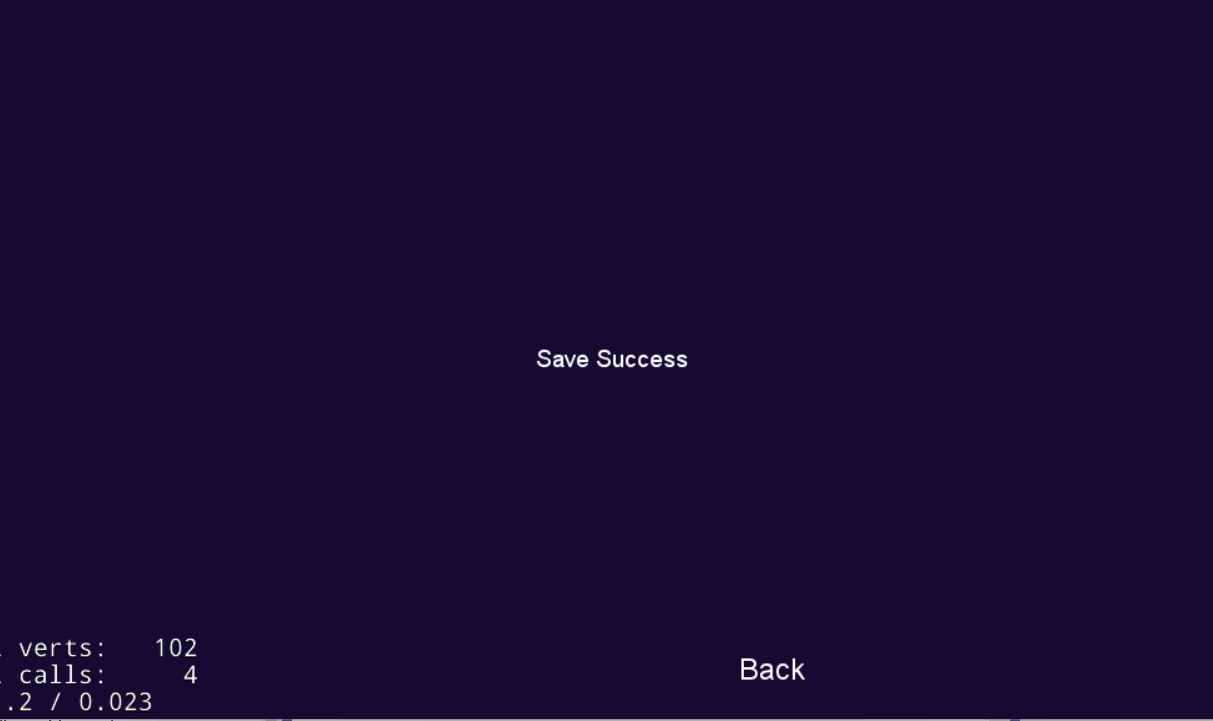 Save Success
verts: 102
calls: 4
.2 / 0.023
Back